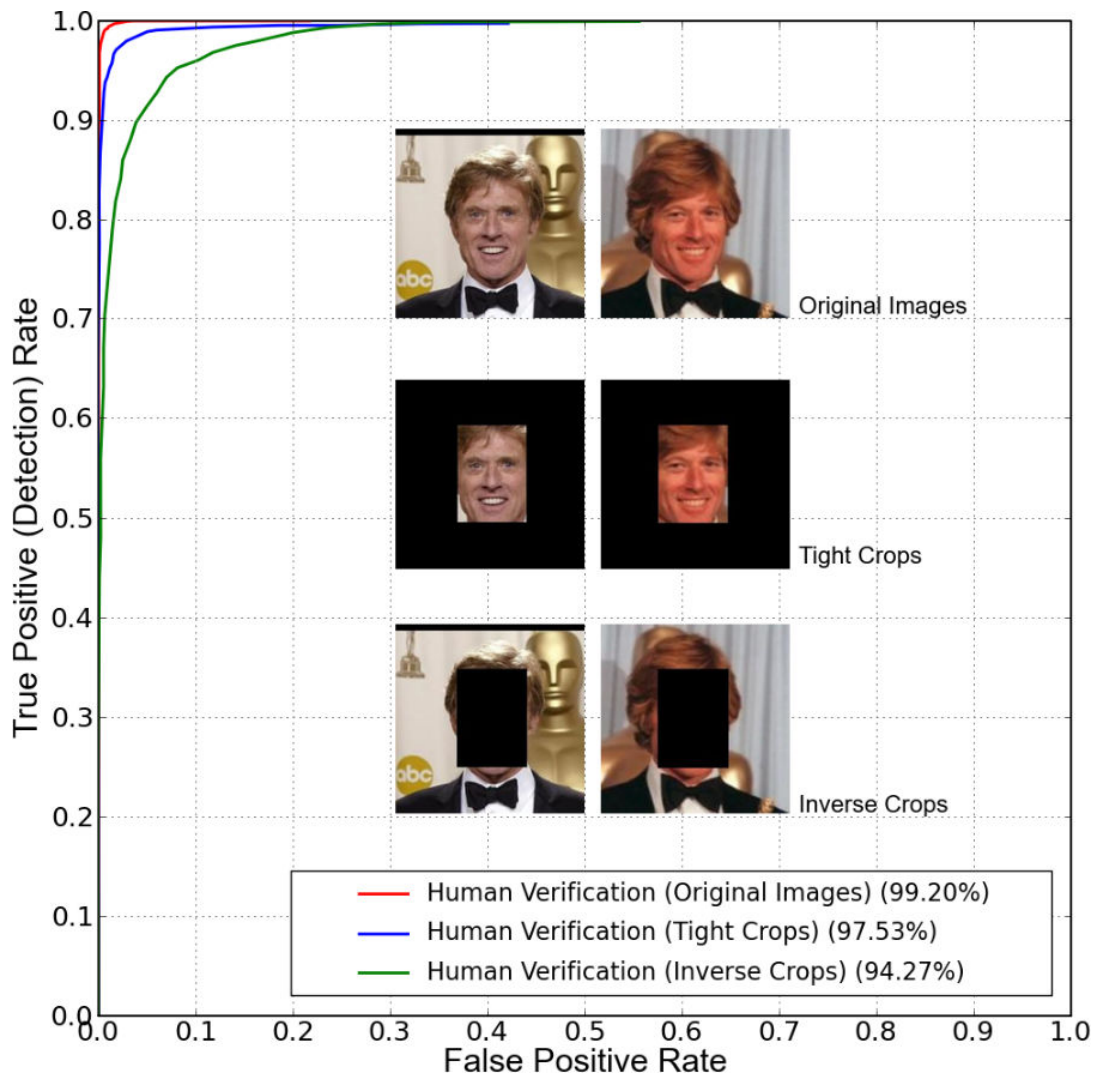 1.0
0.9
0.8
0.7
0.6
0.5
0.4
0.3
0.2
0.1
0.0
True Positive (Detection) Rate
abc
Original Images
Tight Crops
abc
Inverse Crops
Human Verification (Original Images) (99.20%)
Human Verification (Tight Crops) (97.53%)
Human Verification (Inverse Crops) (94.27%)
0.0 0.1 0.2 0.3 0.4 0.5 0.6 0.7 0.8 0.9 1.0
False Positive Rate